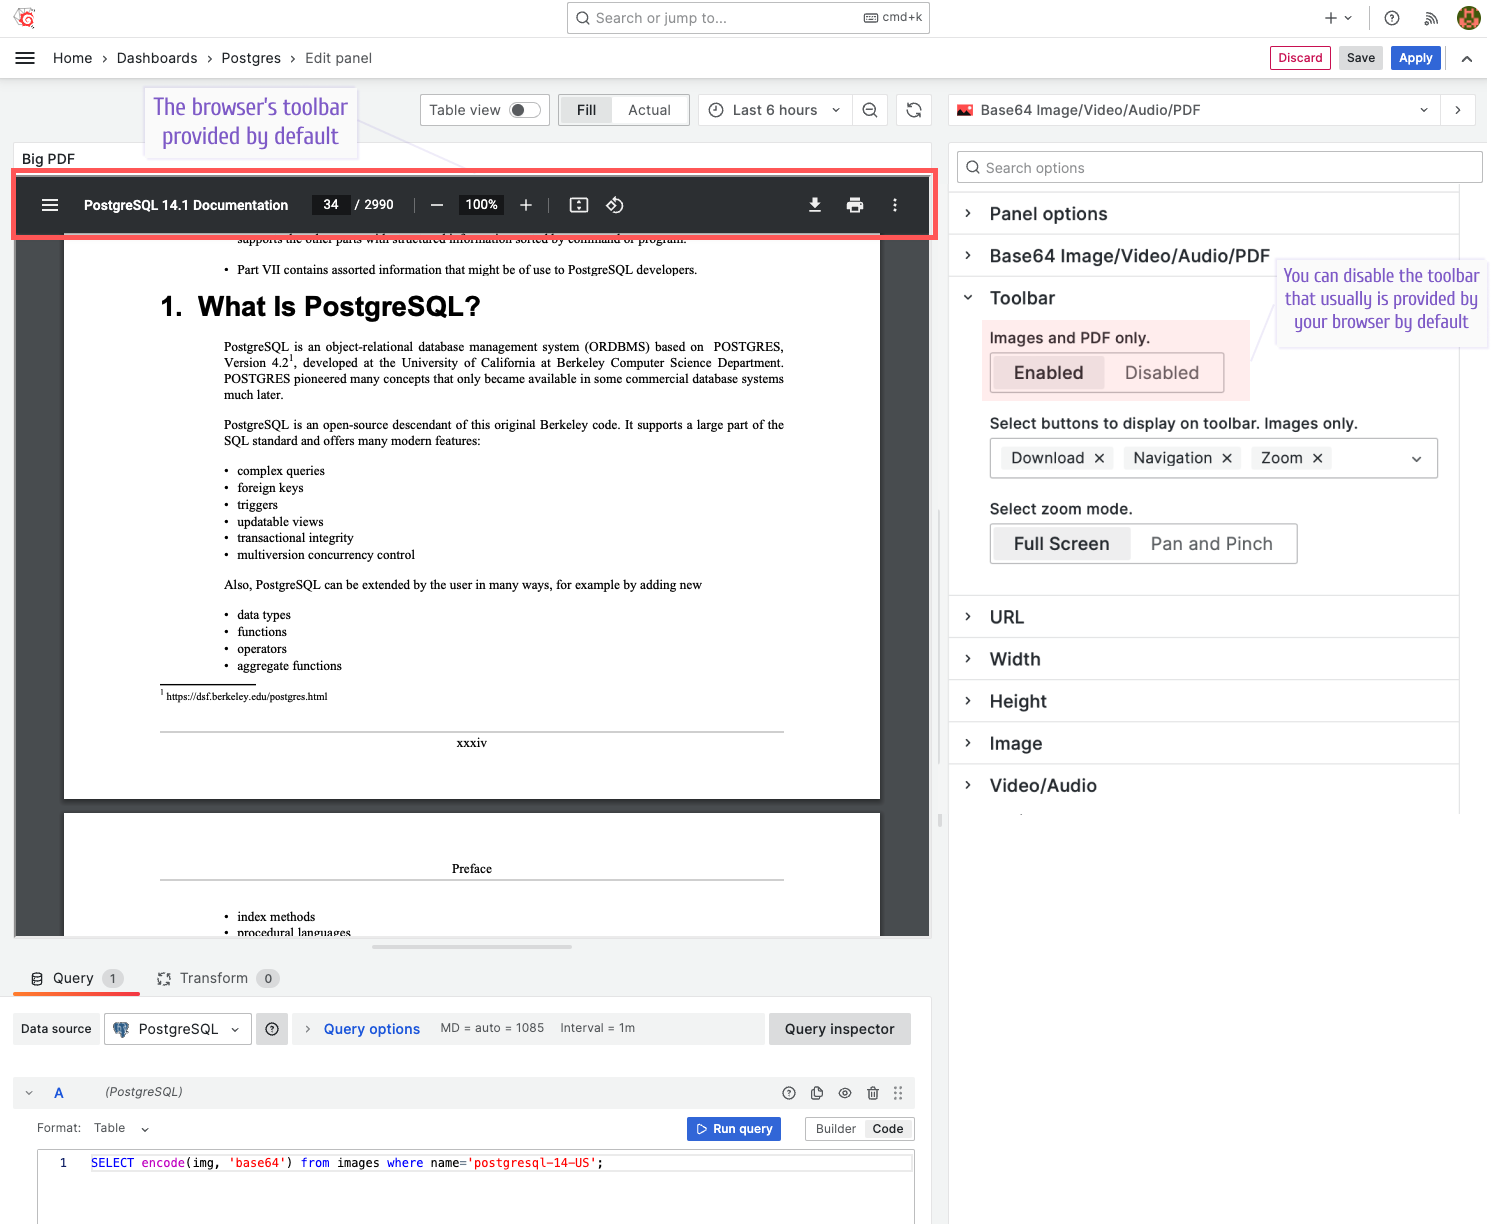 Search or jump to...
cmd+k
Home › Dashboards › Postgres › Edit panel
Discard
Save
Apply
The browser's toolbar
provided by default
Table view
Fill
Actual
Last 6 hours
Base64 Image/Video/Audio/PDF
Big PDF
PostgreSQL 14.1 Documentation
34 / 2990
100%
supports the other parts with structured information sorted by command or program.
• Part VII contains assorted information that might be of use to PostgreSQL developers.
1. What Is PostgreSQL?
PostgreSQL is an object-relational database management system (ORDBMS) based on POSTGRES,
Version 4.2¹, developed at the University of California at Berkeley Computer Science Department.
POSTGRES pioneered many concepts that only became available in some commercial database systems
much later.
PostgreSQL is an open-source descendant of this original Berkeley code. It supports a large part of the
SQL standard and offers many modern features:
• complex queries
• foreign keys
• triggers
• updatable views
• transactional integrity
• multiversion concurrency control
Also, PostgreSQL can be extended by the user in many ways, for example by adding new
• data types
• functions
• operators
• aggregate functions
¹ https://dsf.berkeley.edu/postgres.html
xxxiv
Preface
• index methods
• procedural languages
Search options
Panel options
Base64 Image/Video/Audio/PDF
You can disable the toolbar
that usually is provided by
your browser by default
Toolbar
Images and PDF only.
Enabled
Disabled
Select buttons to display on toolbar. Images only.
Download
Navigation
Zoom
Select zoom mode.
Full Screen
Pan and Pinch
URL
Width
Height
Image
Video/Audio
Query 1
Transform 0
Data source
PostgreSQL
Query options
MD = auto = 1085
Interval = 1m
Query inspector
A
(PostgreSQL)
Format: Table
Run query
Builder
Code
1 SELECT encode(img, 'base64') from images where name='postgresql-14-US';